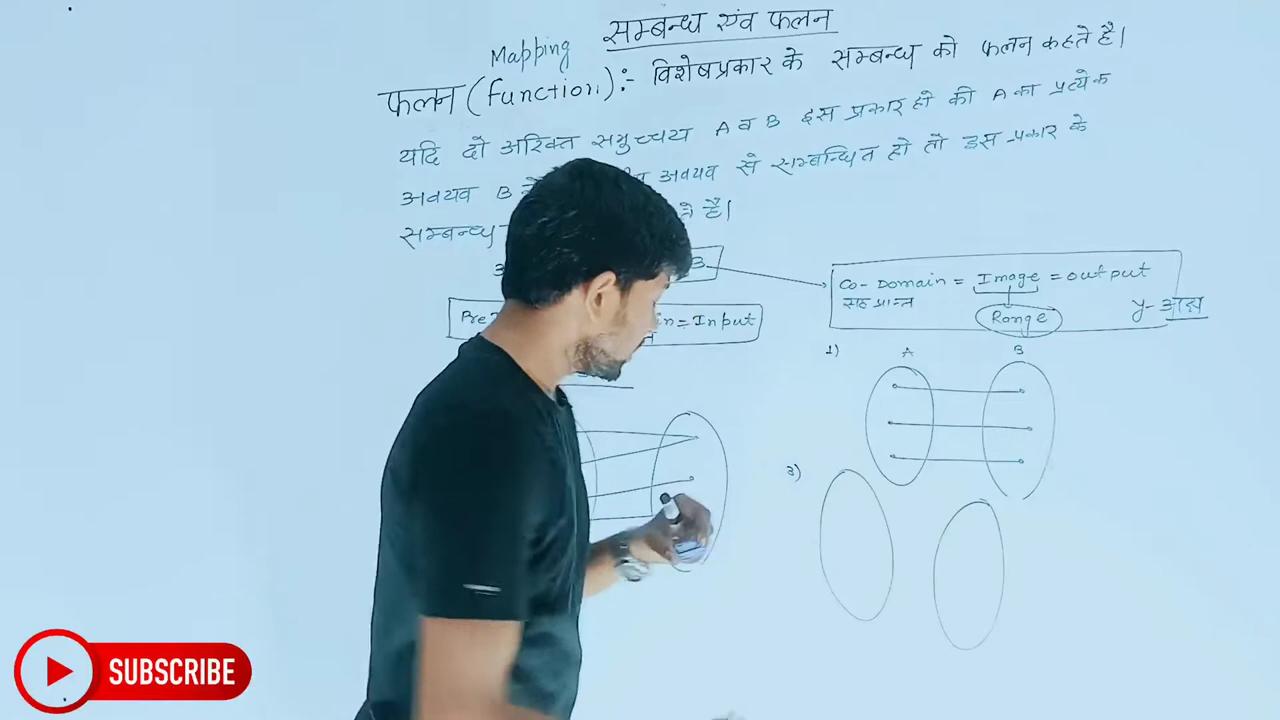 सम्बन्ध एंव फलन
Mapping
फलन (function) :- विशेषप्रकार के सम्बन्ध को फलन कहते है।
यदि दो अरिक्त समुच्चय A व B इस प्रकार हो की A का प्रत्येक
अवयव B अवयव से सम्बन्धित हो तो इस प्रकार के
सम्बन्ध है।
B
Co-Domain = Image = output
सह प्रान्त
Range
y-अक्ष
Pre = Input
1) A B
3)
SUBSCRIBE